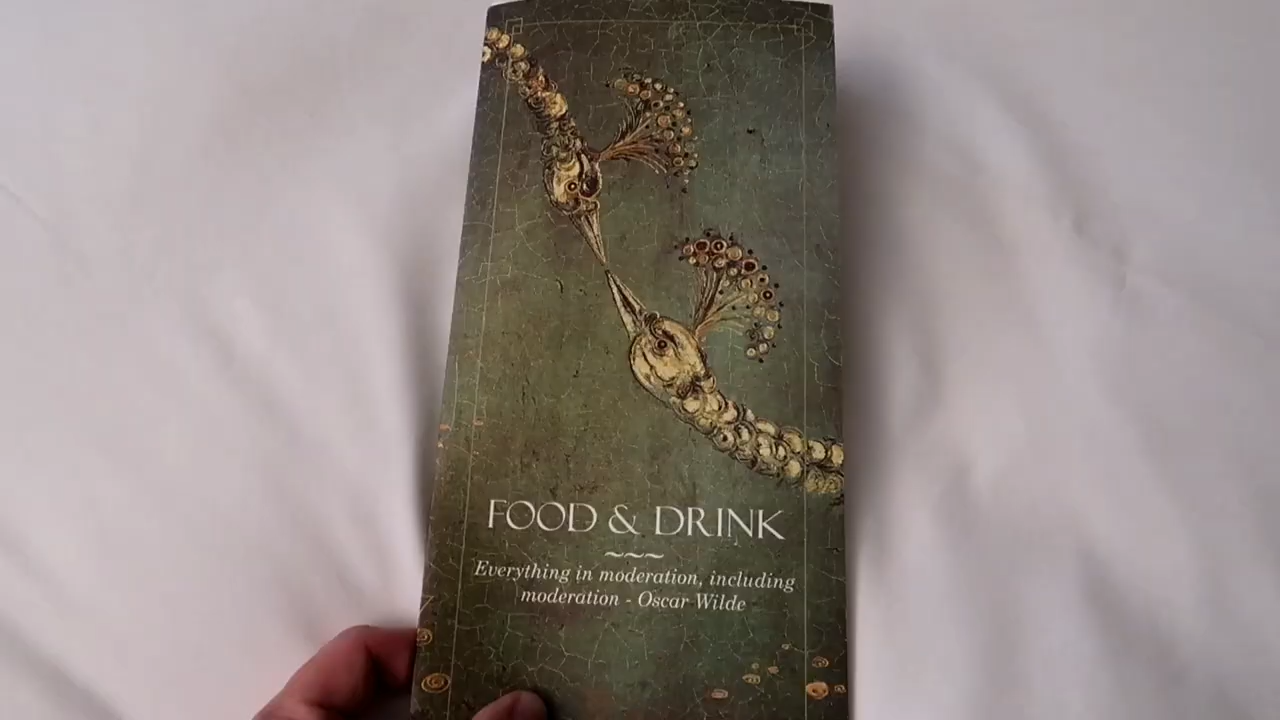 FOOD & DRINK
~~~
Everything in moderation, including
moderation - Oscar Wilde